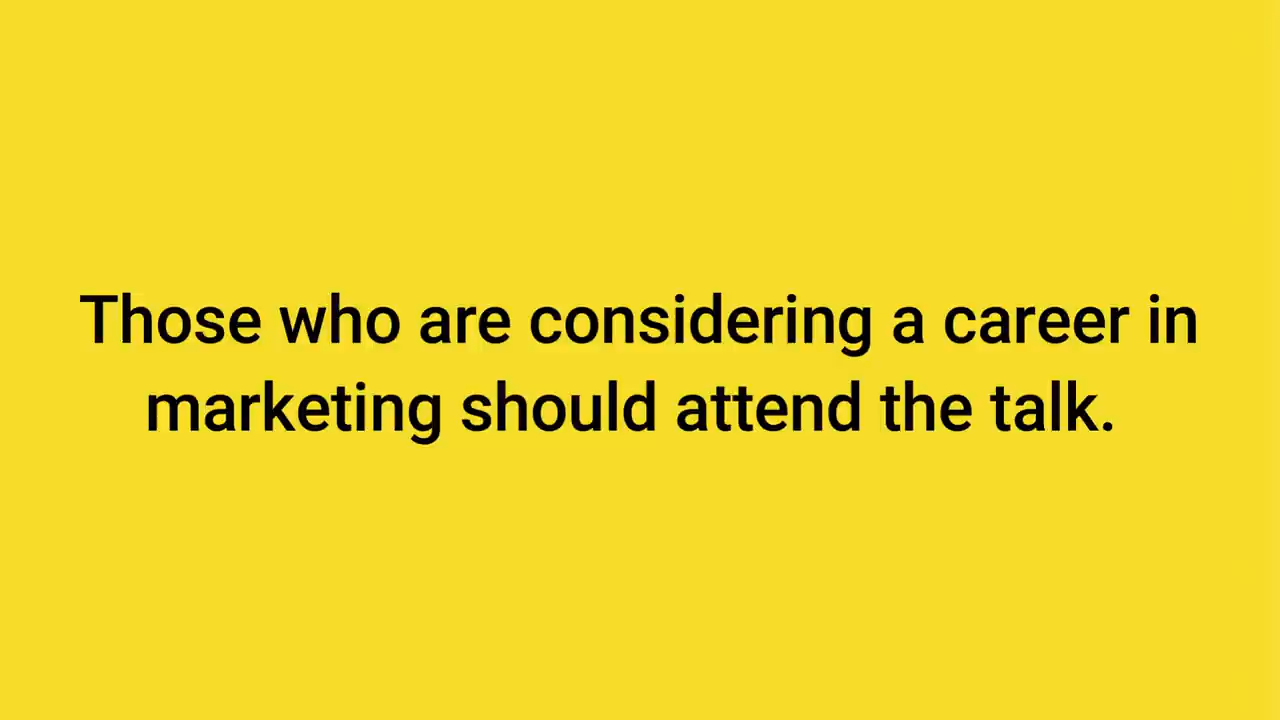 Those who are considering a career in
marketing should attend the talk.